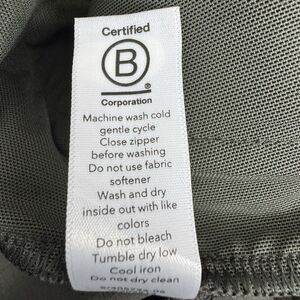 Certified
B
®
Corporation
Machine wash cold
gentle cycle
Close zipper
before washing
Do not use fabric
softener
Wash and dry
inside out with like
colors
Do not bleach
Tumble dry low
Cool iron
Do not dry clean